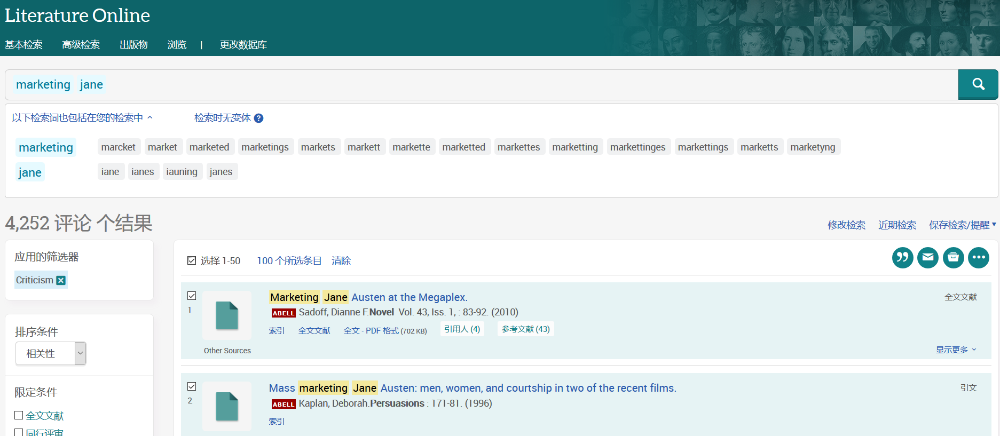 Literature Online
基本检索 高级检索 出版物 浏览 | 更改数据库
marketing jane
以下检索词也包括在您的检索中 检索时无变体 ?
marketing marcket market marketed marketings markets markett markette marketted markettes marketting markettinges markettings marketts marketyng
jane iane ianes iauning janes
4,252 评论 个结果
修改检索 近期检索 保存检索/提醒
应用的筛选器
Criticism
排序条件
相关性
限定条件
全文文献
同行评审
选择 1-50 100 个所选条目 清除
Marketing Jane Austen at the Megaplex. 全文文献
1
ABELL Sadoff, Dianne F.Novel Vol. 43, Iss. 1, : 83-92. (2010)
索引 全文文献 全文 - PDF 格式 (702 KB) 引用人 (4) 参考文献 (43)
Other Sources 显示更多
Mass marketing Jane Austen: men, women, and courtship in two of the recent films. 引文
2
ABELL Kaplan, Deborah.Persuasions : 171-81. (1996)
索引